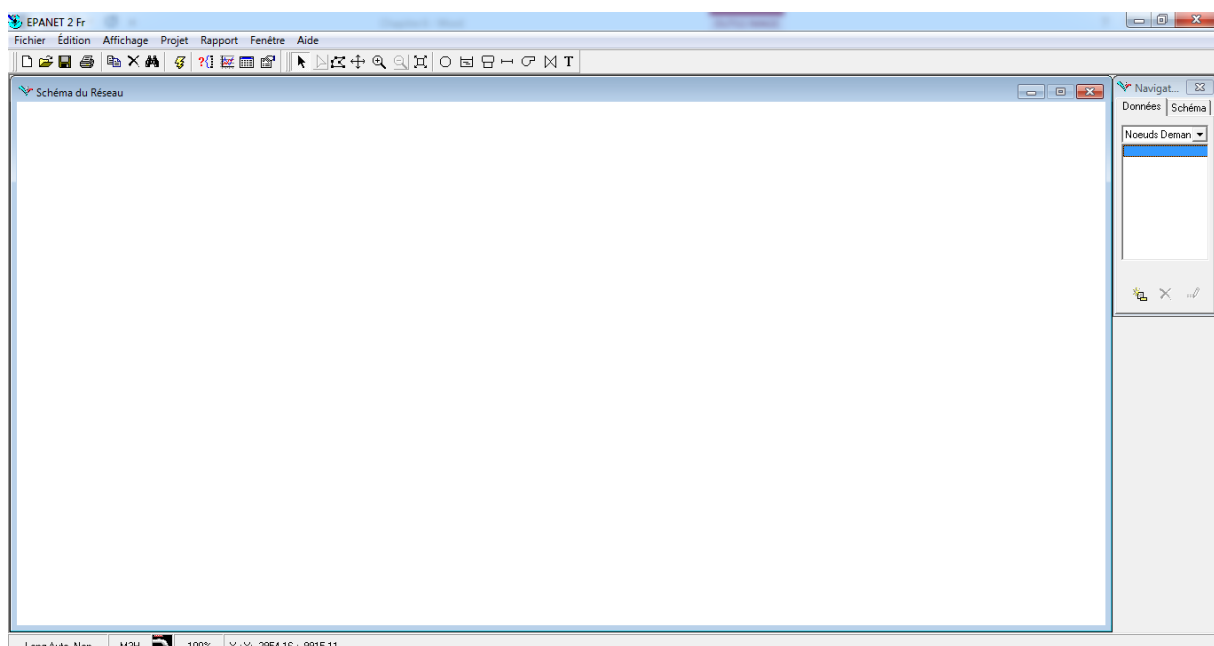 EPANET 2 Fr
Fichier Édition Affichage Projet Rapport Fenêtre Aide
T
Schéma du Réseau
Navigat...
Données Schéma
Noeuds Deman
100%